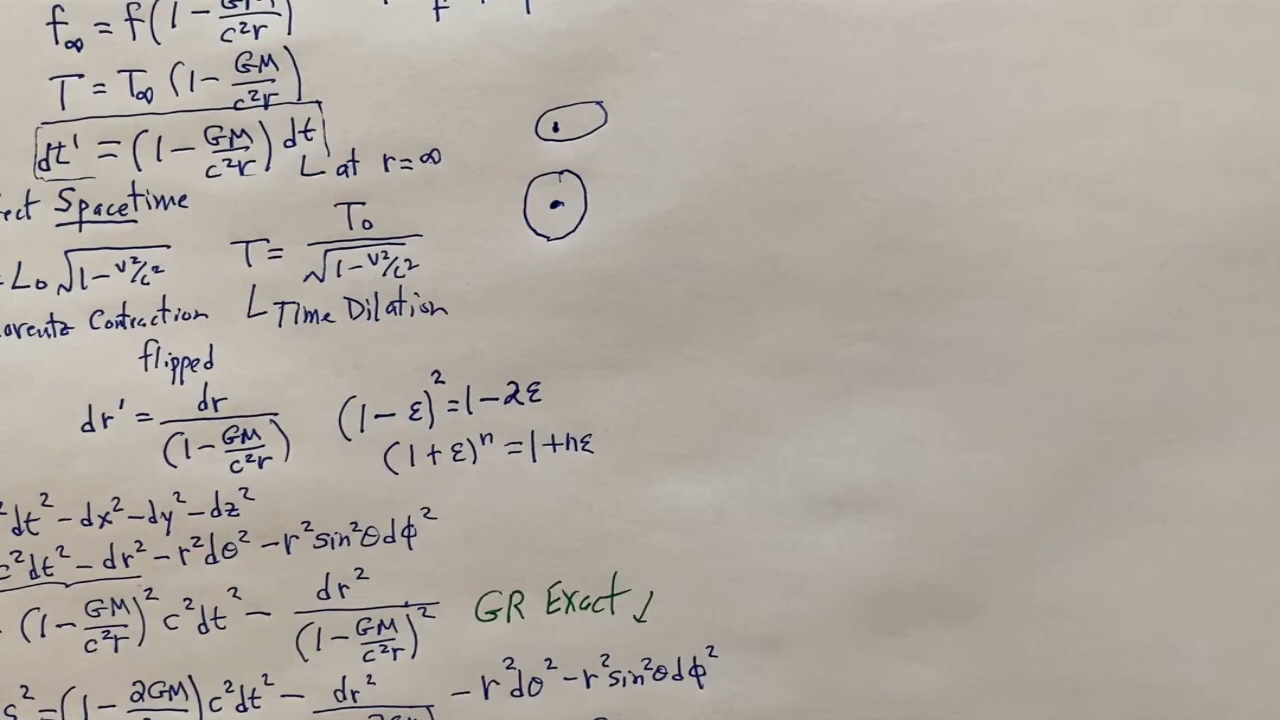 f∞ = f(1 - GM/c²r)
T = T∞ (1 - GM/c²r)
dt' = (1 - GM/c²r) dt
at r=∞
Spacetime
L₀ √(1-v²/c²)   T = T₀/√(1-v²/c²)
Contraction   Time Dilation
flipped
dr' = dr/(1 - GM/c²r)   (1-ε)² = 1-2ε
(1+ε)ⁿ = 1+nε
dt² - dx² - dy² - dz²
c²dt² - dr² - r²dθ² - r²sin²θdϕ²
(1 - GM/c²r)² c²dt² - dr²/(1 - GM/c²r)²   GR Exact ↓
s² = (1 - 2GM) c²dt² - dr² - r²dθ² - r²sin²θdϕ²